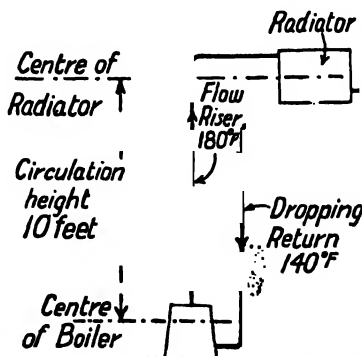 Radiator
Centre of
Radiator
Flow
Riser
180°F
Circulation
height
10 feet
Dropping
Return
140°F
Centre
of Boiler